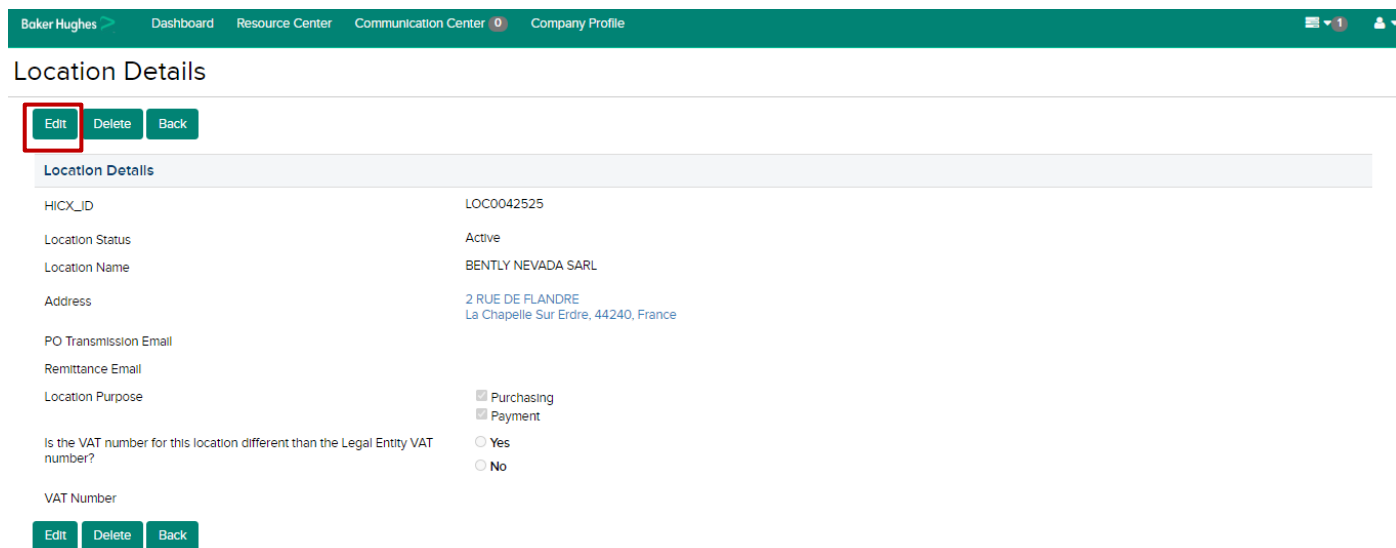 Baker Hughes Dashboard Resource Center Communication Center 0 Company Profile 1
Location Details
Edit Delete Back
Location Details
HICX_ID LOC0042525
Location Status Active
Location Name BENTLY NEVADA SARL
Address 2 RUE DE FLANDRE
La Chapelle Sur Erdre, 44240, France
PO Transmission Email
Remittance Email
Location Purpose Purchasing
Payment
Is the VAT number for this location different than the Legal Entity VAT Yes
number?
No
VAT Number
Edit Delete Back